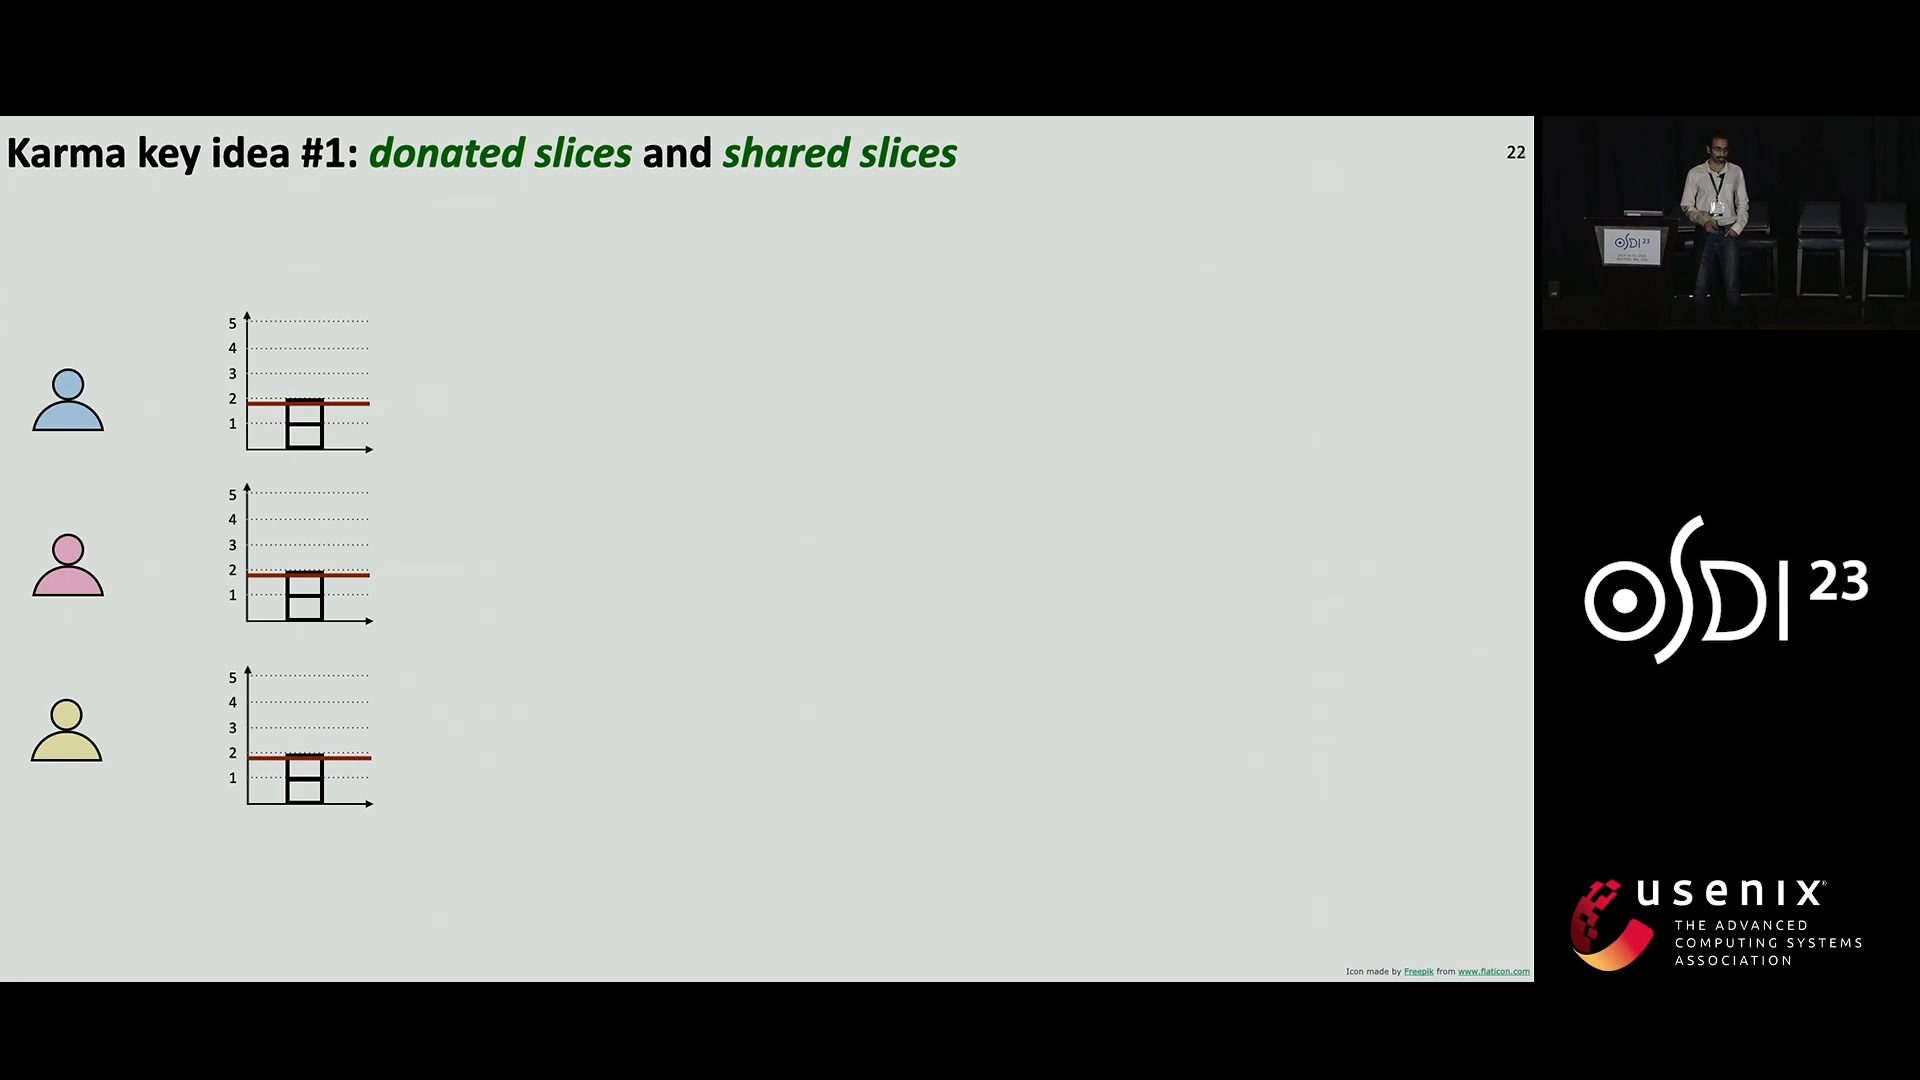 Karma key idea #1: donated slices and shared slices
22
5
4
3
2
1
5
4
3
2
1
5
4
3
2
1
Icon made by Freepik from www.flaticon.com
OSDI 23
OSDI 23
usenix
THE ADVANCED
COMPUTING SYSTEMS
ASSOCIATION